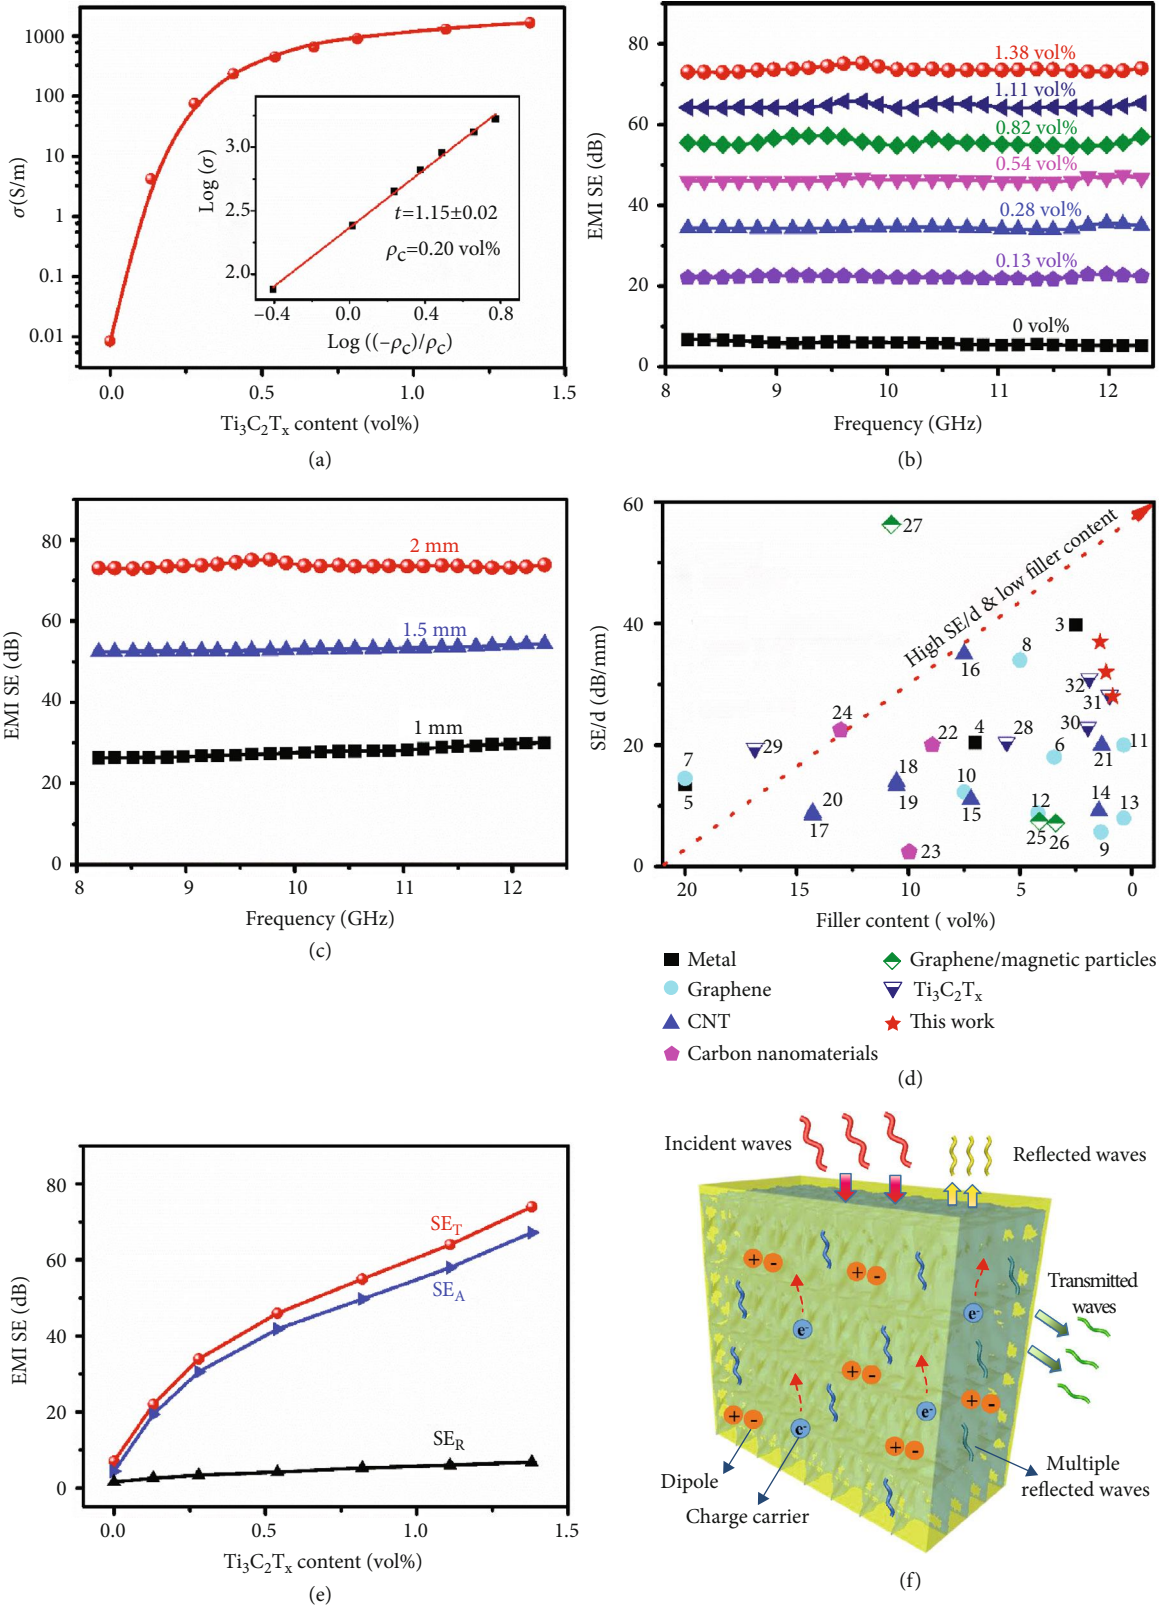 1000
100
10
1
0.1
0.01
σ(S/m)
3.0
2.5
2.0
Log (σ)
t=1.15±0.02
ρC=0.20 vol%
−0.4 0.0 0.4 0.8
Log ((−ρC)/ρC)
0.0 0.5 1.0 1.5
Ti3C2Tx content (vol%)
(a)
80
60
40
20
0
EMI SE (dB)
1.38 vol%
1.11 vol%
0.82 vol%
0.54 vol%
0.28 vol%
0.13 vol%
0 vol%
8 9 10 11 12
Frequency (GHz)
(b)
80
60
40
20
0
EMI SE (dB)
2 mm
1.5 mm
1 mm
8 9 10 11 12
Frequency (GHz)
(c)
60
40
20
0
SE/d (dB/mm)
High SE/d & low filler content
27
3
8
16
32
31
24
29
22
4
28
30
6
21
11
7
5
18
19
10
15
20
17
12
25
26
14
9
13
23
20 15 10 5 0
Filler content ( vol%)
Metal
Graphene
CNT
Carbon nanomaterials
Graphene/magnetic particles
Ti3C2Tx
This work
(d)
80
60
40
20
0
EMI SE (dB)
SET
SEA
SER
0.0 0.5 1.0 1.5
Ti3C2Tx content (vol%)
(e)
Incident waves
Reflected waves
Transmitted
waves
+ -
+ -
+ -
+ -
+ -
+ -
e-
e-
e-
e-
Dipole
Charge carrier
Multiple
reflected waves
(f)